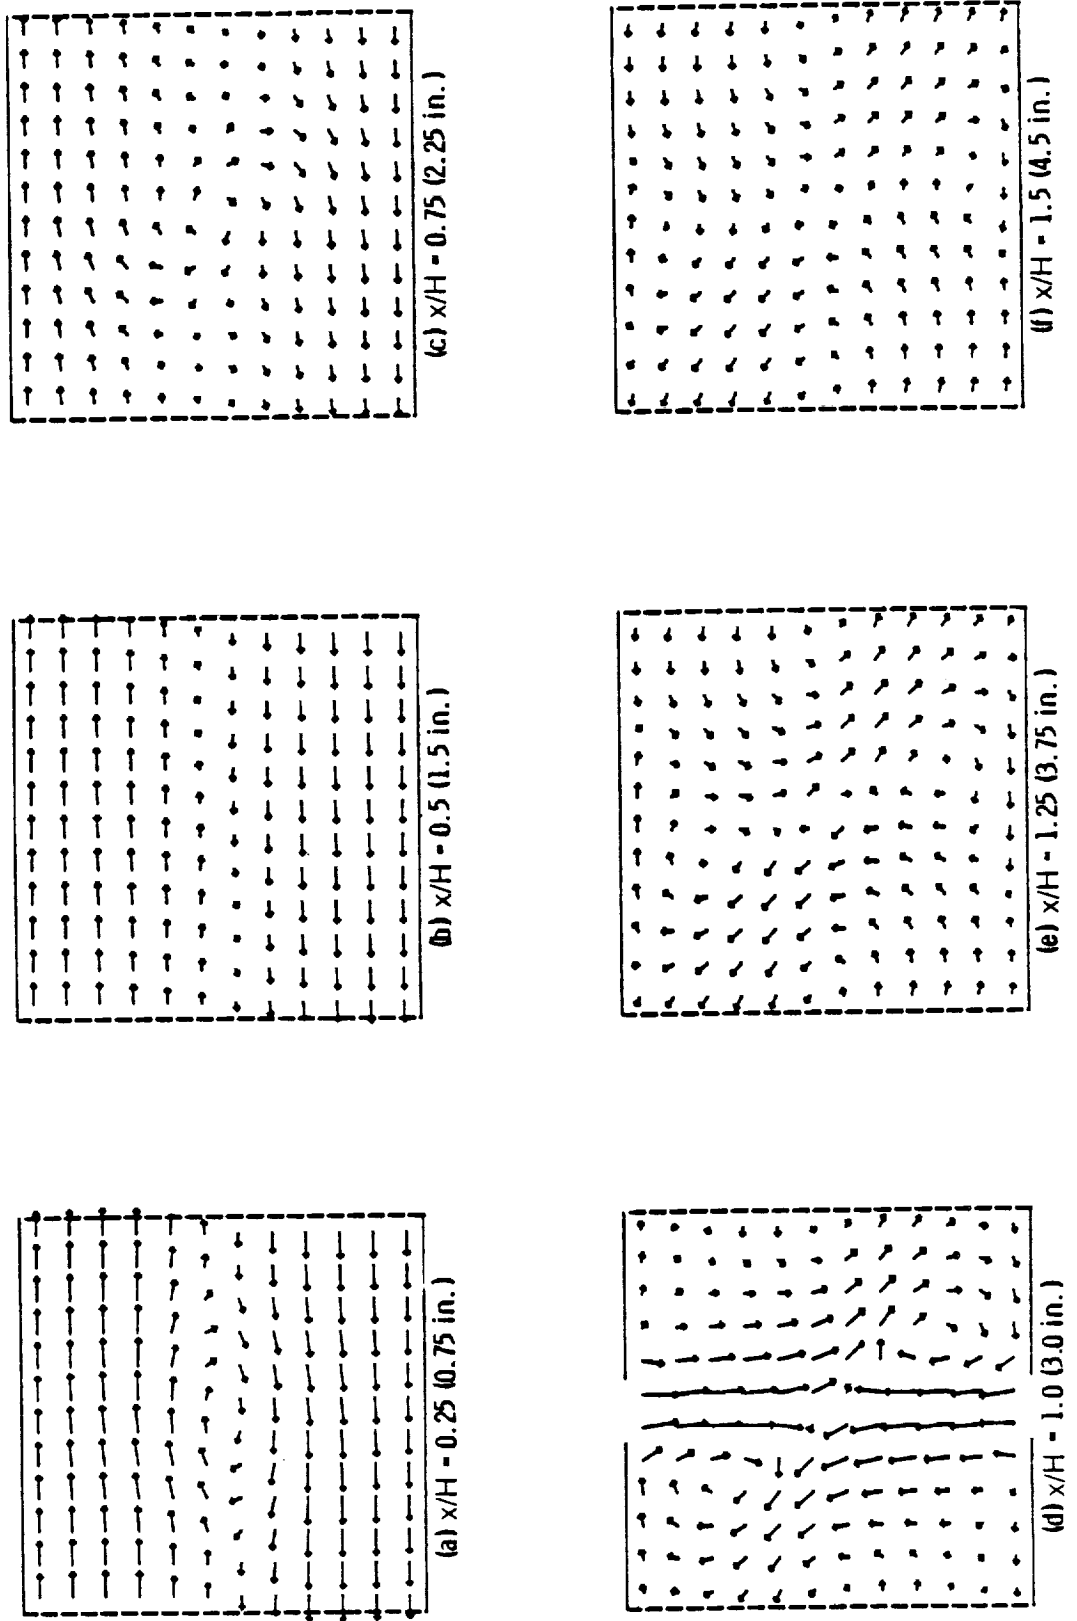 (a) x/H = 0.25 (0.75 in.)
(b) x/H = 0.5 (1.5 in.)
(c) x/H = 0.75 (2.25 in.)
(d) x/H = 1.0 (3.0 in.)
(e) x/H = 1.25 (3.75 in.)
(f) x/H = 1.5 (4.5 in.)